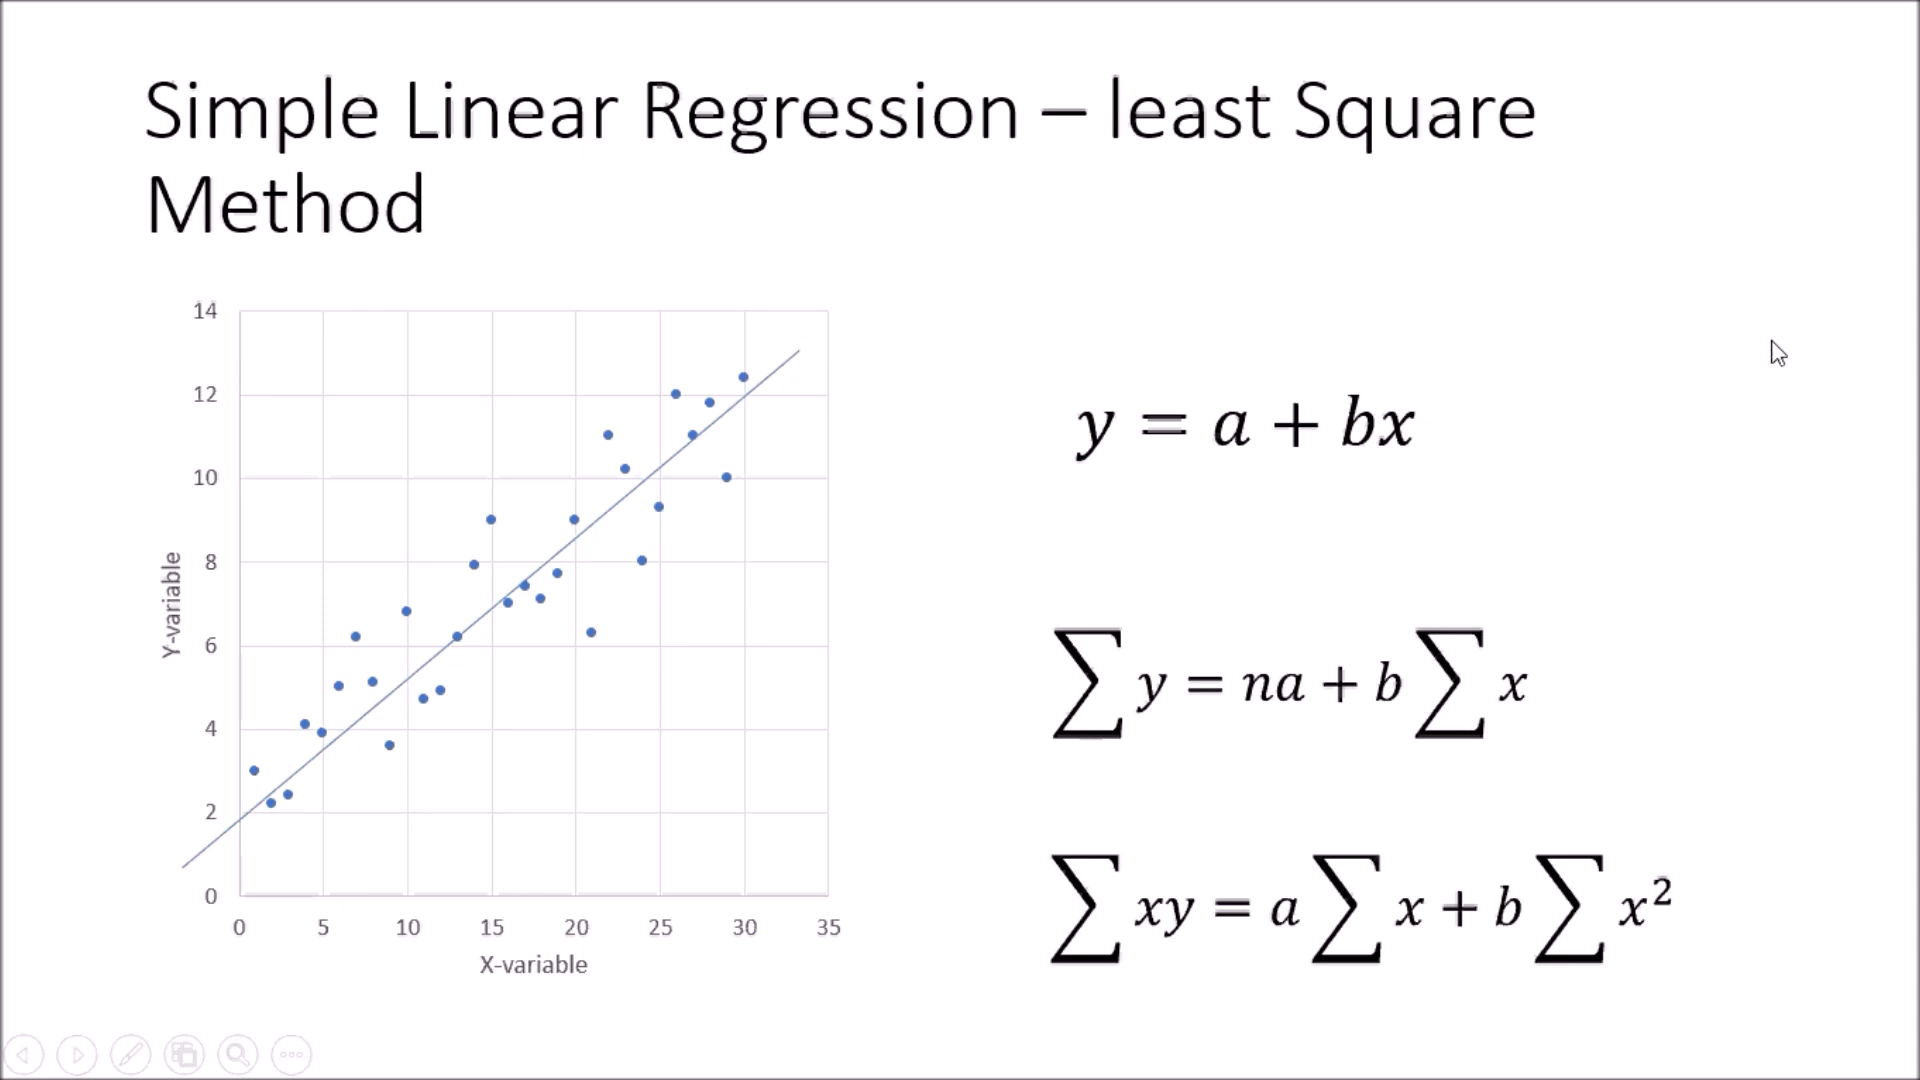 Simple Linear Regression – least Square
Method
14
12
10
8
6
4
2
0
Y-variable
0 5 10 15 20 25 30 35
X-variable
y = a + bx
∑ y = na + b ∑ x
∑ xy = a ∑ x + b ∑ x²